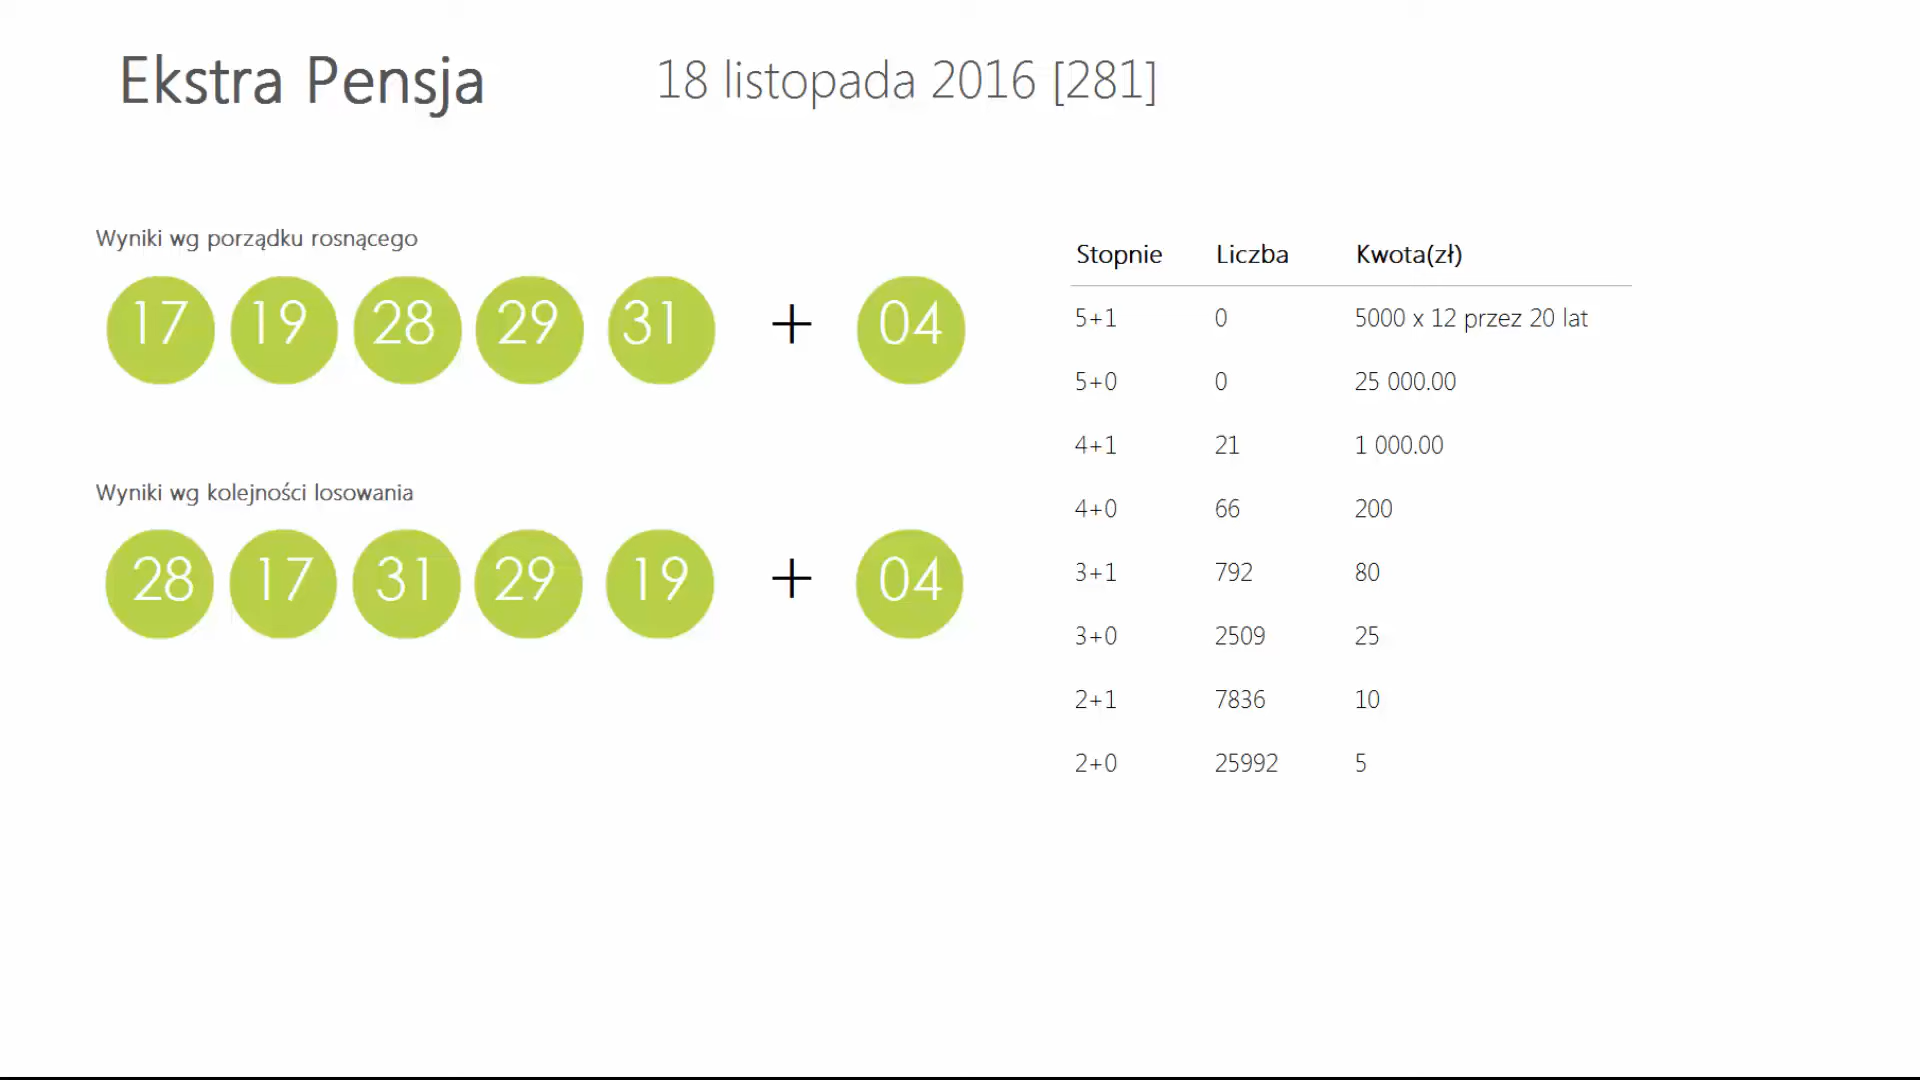 Ekstra Pensja
18 listopada 2016 [281]
Wyniki wg porządku rosnącego
17 19 28 29 31 + 04
Wyniki wg kolejności losowania
28 17 31 29 19 + 04
Stopnie Liczba Kwota(zł)
5+1 0 5000 x 12 przez 20 lat
5+0 0 25 000.00
4+1 21 1 000.00
4+0 66 200
3+1 792 80
3+0 2509 25
2+1 7836 10
2+0 25992 5